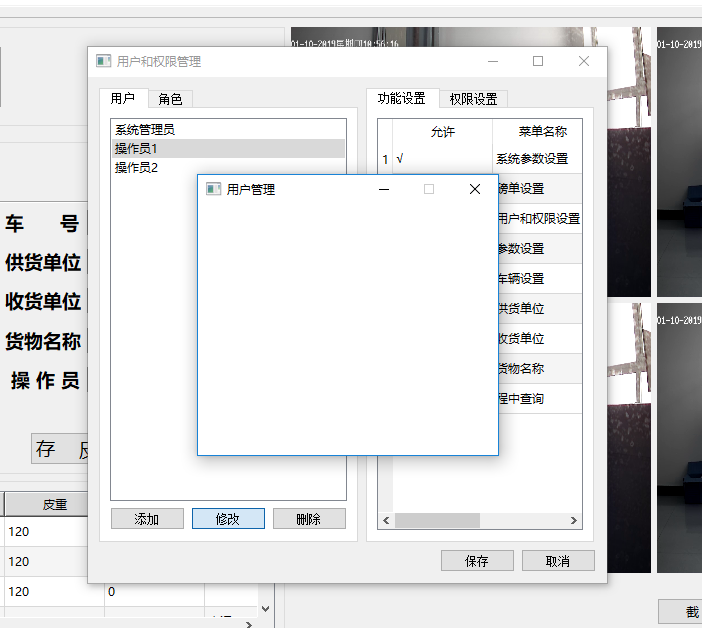 01-10-2019星期四10:56:16
01-10-2019
用户和权限管理
用户
角色
功能设置
权限设置
系统管理员
操作员1
操作员2
允许
菜单名称
1
√
系统参数设置
磅单设置
用户和权限设置
参数设置
车辆设置
供货单位
收货单位
货物名称
程中查询
用户管理
添加
修改
删除
保存
取消
车 号
供货单位
收货单位
货物名称
操 作 员
存
皮重
120
120
120
0
01-10-2019
截